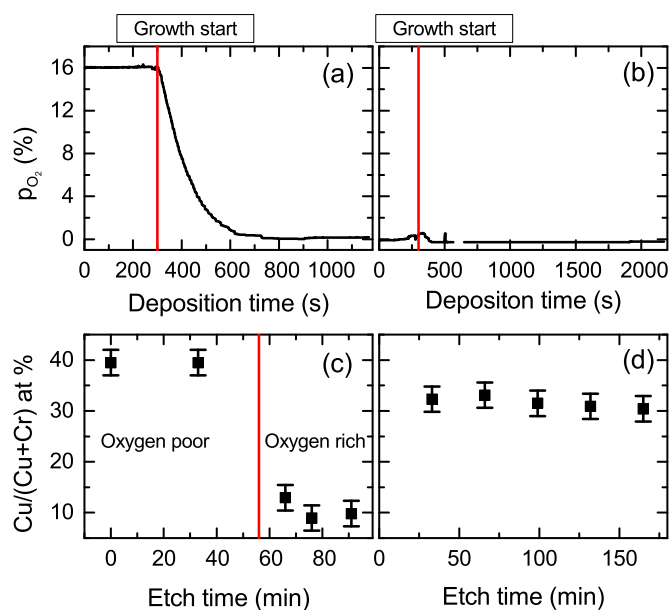 Growth start
Growth start
(a)
(b)
16
12
8
4
0
pO₂ (%)
0 200 400 600 800 1000
0 500 1000 1500 2000
Deposition time (s)
Depositon time (s)
(c)
(d)
40
30
20
10
Cu/(Cu+Cr) at %
Oxygen poor
Oxygen rich
0 20 40 60 80
50 100 150
Etch time (min)
Etch time (min)